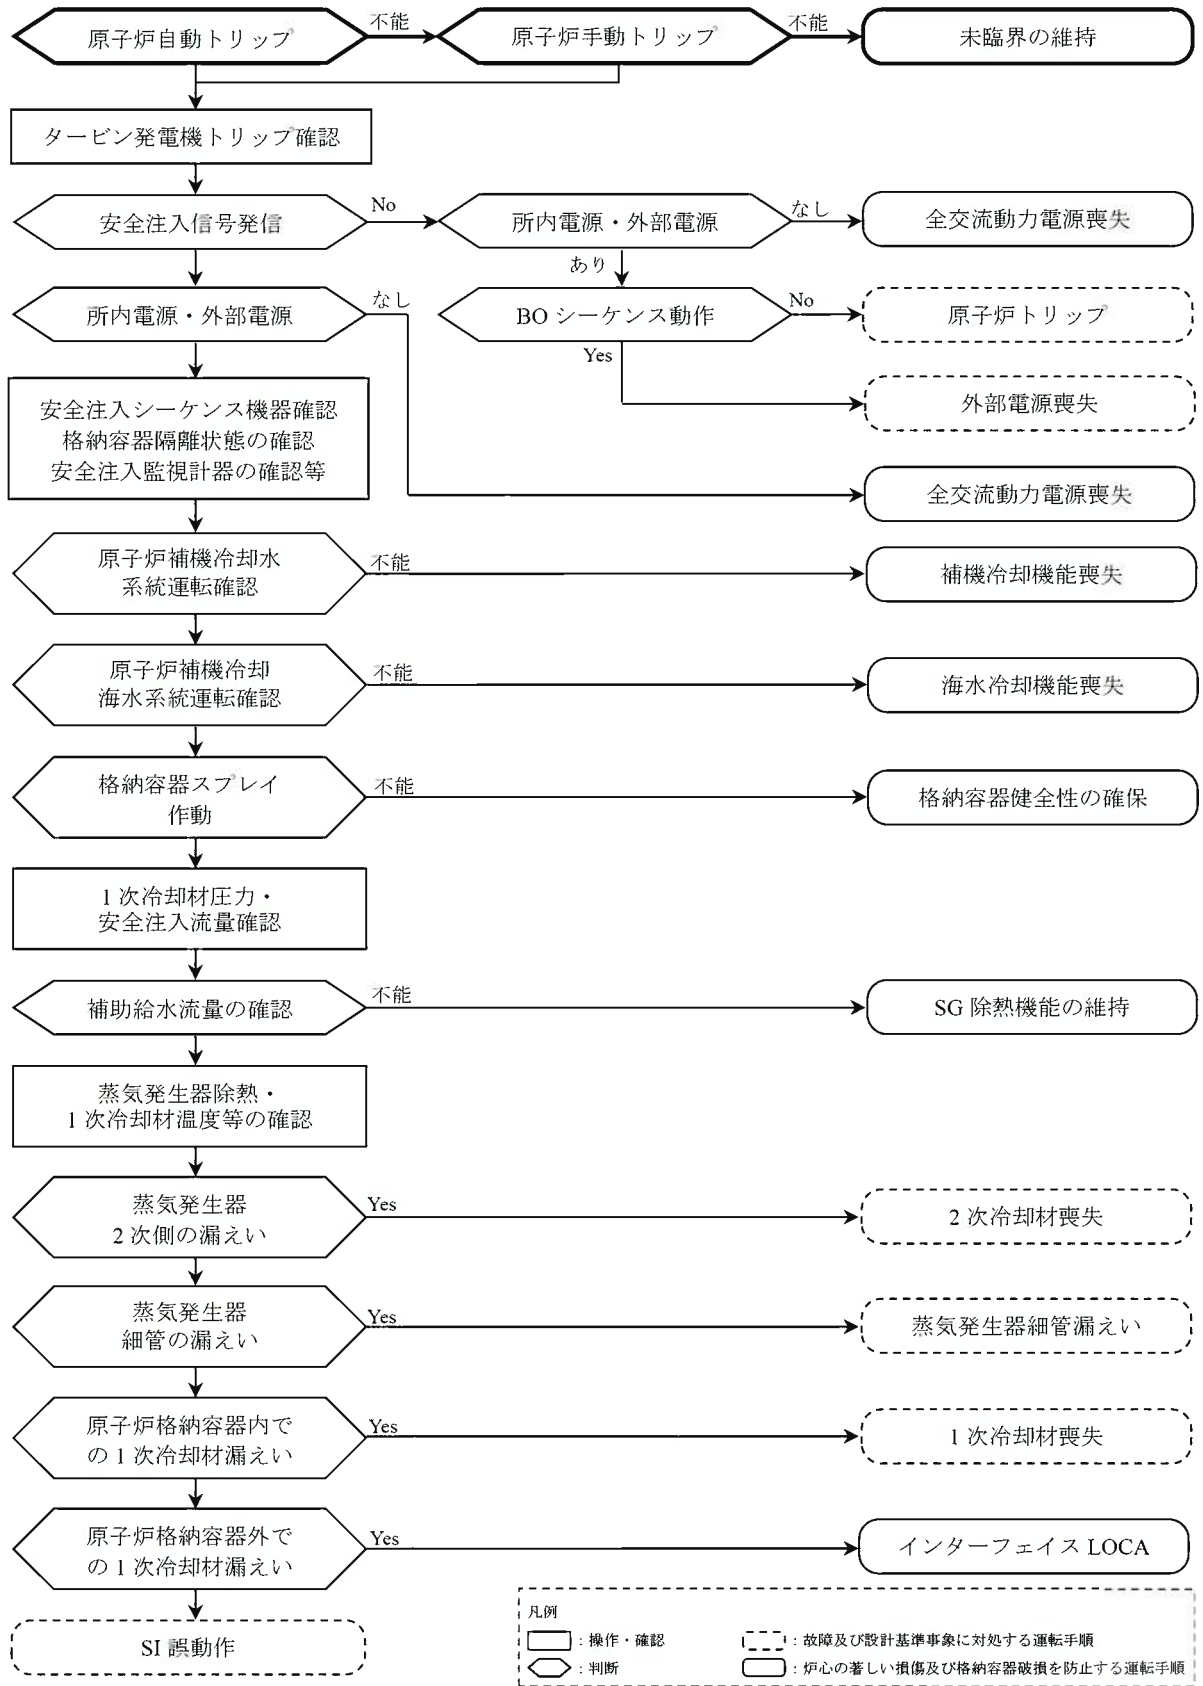 原子炉自動トリップ
不能
原子炉手動トリップ
不能
未臨界の維持
タービン発電機トリップ確認
安全注入信号発信
No
所内電源・外部電源
なし
全交流動力電源喪失
あり
所内電源・外部電源
なし
BO シーケンス動作
No
原子炉トリップ
Yes
外部電源喪失
安全注入シーケンス機器確認
格納容器隔離状態の確認
安全注入監視計器の確認等
全交流動力電源喪失
原子炉補機冷却水
系統運転確認
不能
補機冷却機能喪失
原子炉補機冷却
海水系統運転確認
不能
海水冷却機能喪失
格納容器スプレイ
作動
不能
格納容器健全性の確保
1 次冷却材圧力・
安全注入流量確認
補助給水流量の確認
不能
SG 除熱機能の維持
蒸気発生器除熱・
1 次冷却材温度等の確認
蒸気発生器
2 次側の漏えい
Yes
2 次冷却材喪失
蒸気発生器
細管の漏えい
Yes
蒸気発生器細管漏えい
原子炉格納容器内で
の 1 次冷却材漏えい
Yes
1 次冷却材喪失
原子炉格納容器外で
の 1 次冷却材漏えい
Yes
インターフェイス LOCA
SI 誤動作
凡例
：操作・確認
：故障及び設計基準事象に対処する運転手順
：判断
：炉心の著しい損傷及び格納容器破損を防止する運転手順